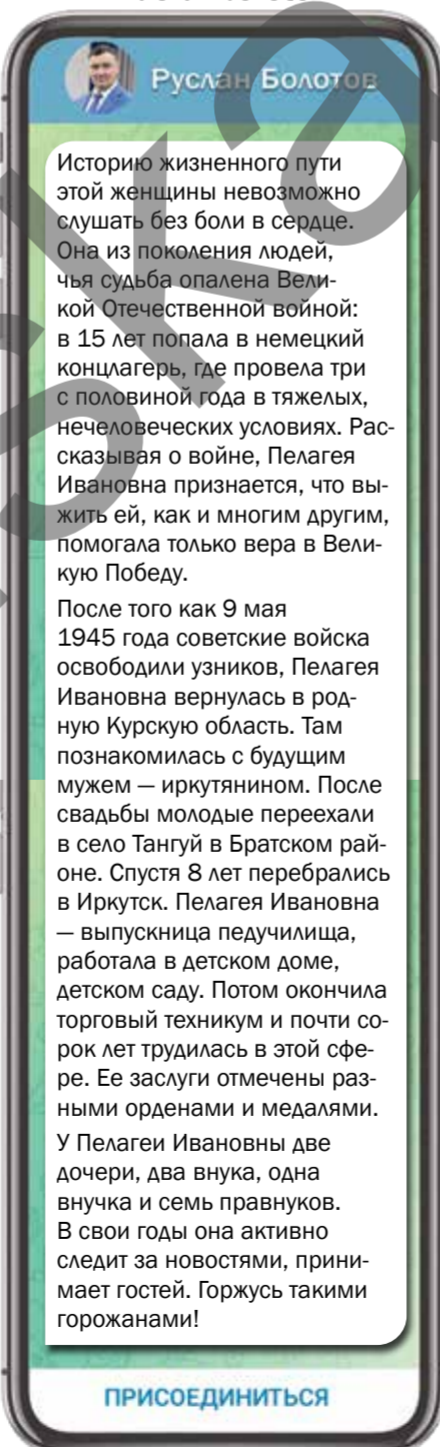 Руслан Болотов
Историю жизненного пути
этой женщины невозможно
слушать без боли в сердце.
Она из поколения людей,
чья судьба опалена Вели-
кой Отечественной войной:
в 15 лет попала в немецкий
концлагерь, где провела три
с половиной года в тяжелых,
нечеловеческих условиях. Рас-
сказывая о войне, Пелагея
Ивановна признается, что вы-
жить ей, как и многим другим,
помогала только вера в Вели-
кую Победу.
После того как 9 мая
1945 года советские войска
освободили узников, Пелагея
Ивановна вернулась в род-
ную Курскую область. Там
познакомилась с будущим
мужем — иркутянином. После
свадьбы молодые переехали
в село Тангуй в Братском рай-
оне. Спустя 8 лет перебрались
в Иркутск. Пелагея Ивановна
— выпускница педучилища,
работала в детском доме,
детском саду. Потом окончила
торговый техникум и почти со-
рок лет трудилась в этой сфе-
ре. Ее заслуги отмечены раз-
ными орденами и медалями.
У Пелагеи Ивановны две
дочери, два внука, одна
внучка и семь правнуков.
В свои годы она активно
следит за новостями, прини-
мает гостей. Горжусь такими
горожанами!
ПРИСОЕДИНИТЬСЯ